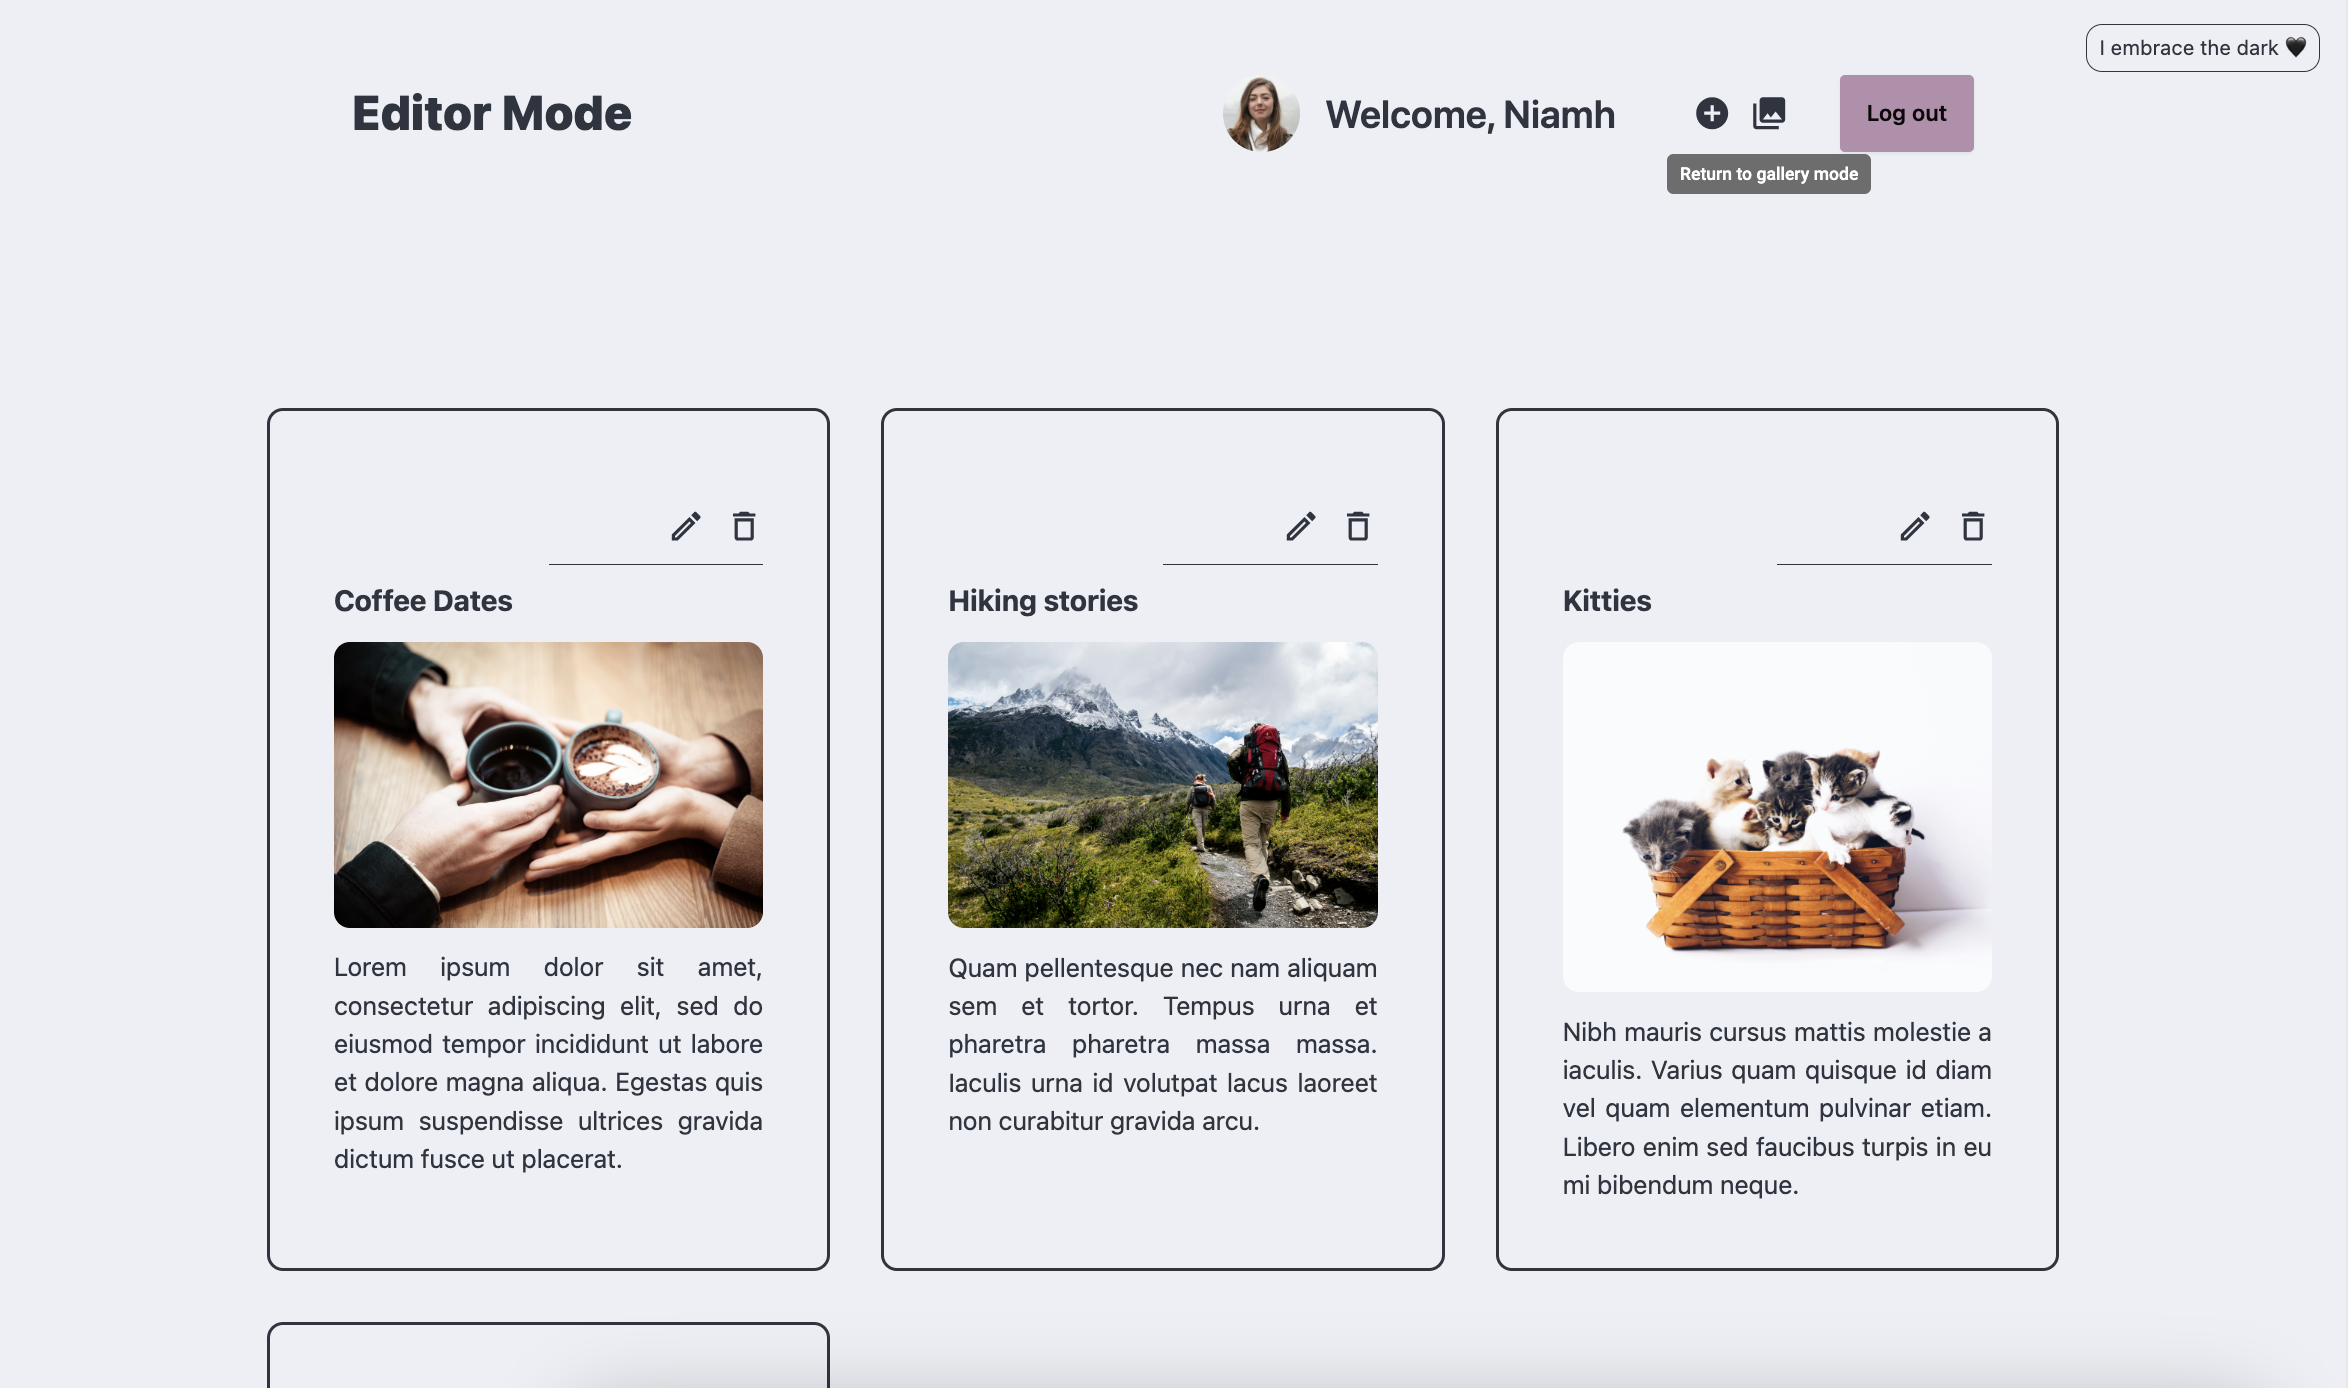 I embrace the dark 🖤
Editor Mode
Welcome, Niamh
Log out
Return to gallery mode
Coffee Dates
Lorem ipsum dolor sit amet,
consectetur adipiscing elit, sed do
eiusmod tempor incididunt ut labore
et dolore magna aliqua. Egestas quis
ipsum suspendisse ultrices gravida
dictum fusce ut placerat.
Hiking stories
Quam pellentesque nec nam aliquam
sem et tortor. Tempus urna et
pharetra pharetra massa massa.
Iaculis urna id volutpat lacus laoreet
non curabitur gravida arcu.
Kitties
Nibh mauris cursus mattis molestie a
iaculis. Varius quam quisque id diam
vel quam elementum pulvinar etiam.
Libero enim sed faucibus turpis in eu
mi bibendum neque.